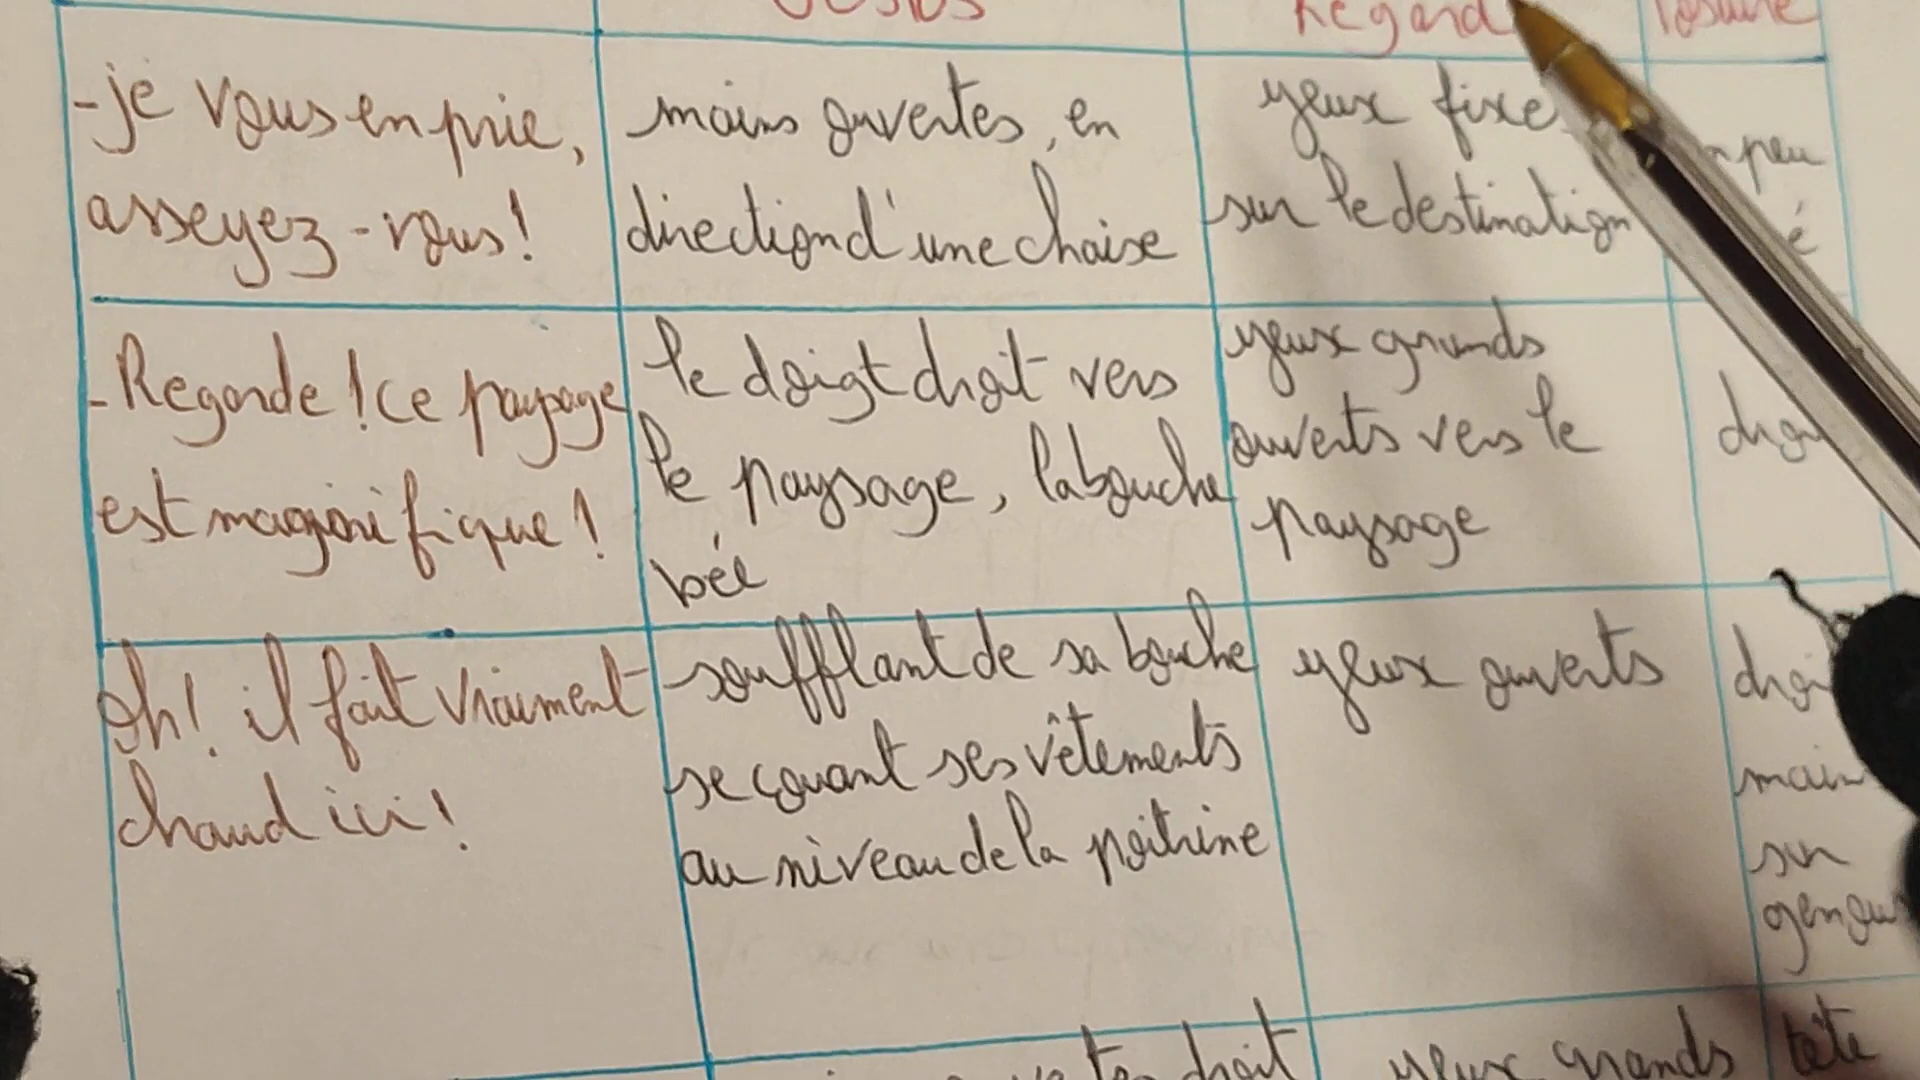 Regard
-je vous en prie,
asseyez-vous!
mains ouvertes, en
direction d'une chaise
yeux fixe
sur le destination
peu
-Regarde! ce paysage
est magnifique!
le doigt droit vers
le paysage, la bouche
bée
yeux grands
ouverts vers le
paysage
oh! il fait vraiment
chaud ici!
soufflant de sa bouche
secouant ses vêtements
au niveau de la poitrine
yeux ouverts
main
sur
droit
yeux grands
tête